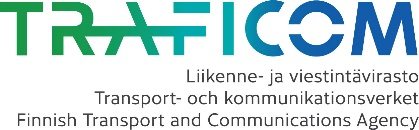 TRAFICOM
Liikenne- ja viestintävirasto
Transport- och kommunikationsverket
Finnish Transport and Communications Agency